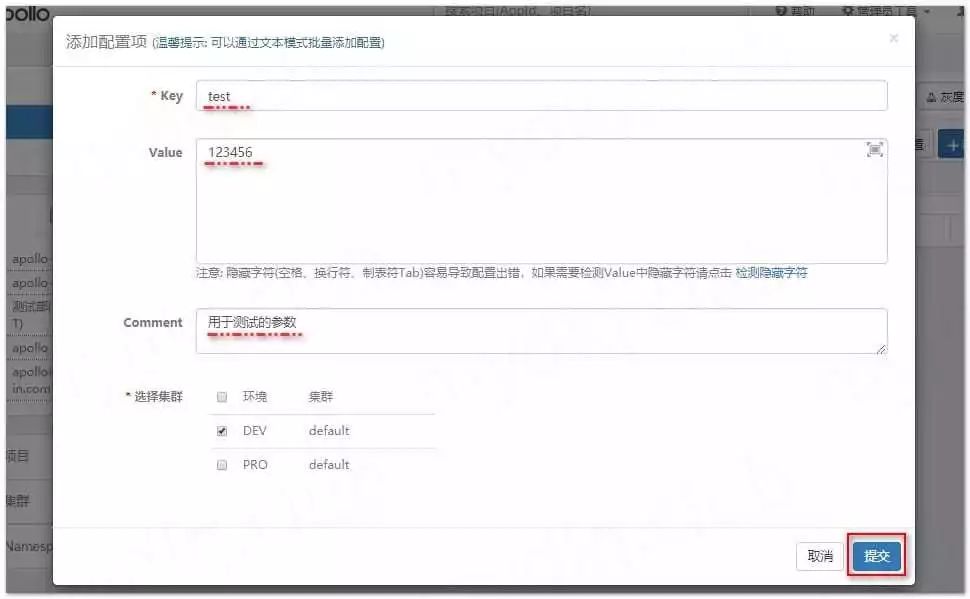 pollo
搜索项目(AppId、项目名)
帮助
管理员工具
添加配置项 (温馨提示: 可以通过文本模式批量添加配置)
×
* Key
test
灰度
Value
123456
置
apollo-
注意: 隐藏字符(空格、换行符、制表符Tab)容易导致配置出错，如果需要检测Value中隐藏字符请点击 检测隐藏字符
apollo-
测试部(
T)
Comment
用于测试的参数
apollo
apollo
in.com
* 选择集群
环境
集群
DEV
default
项目
PRO
default
集群
Namesp
取消
提交